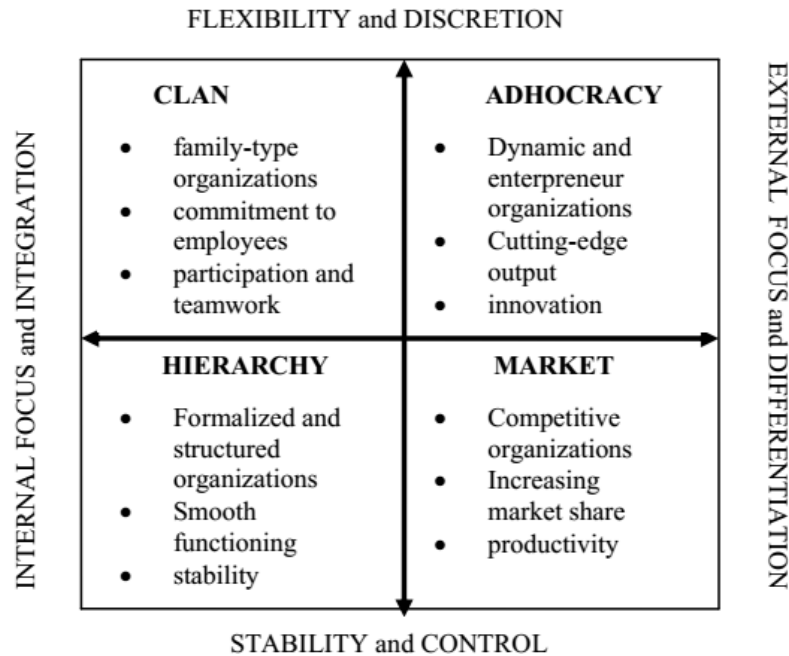 FLEXIBILITY and DISCRETION
INTERNAL FOCUS and INTEGRATION
CLAN
• family-type
organizations
• commitment to
employees
• participation and
teamwork
ADHOCRACY
• Dynamic and
enterpreneur
organizations
• Cutting-edge
output
• innovation
HIERARCHY
• Formalized and
structured
organizations
• Smooth
functioning
• stability
MARKET
• Competitive
organizations
• Increasing
market share
• productivity
EXTERNAL FOCUS and DIFFERENTIATION
STABILITY and CONTROL